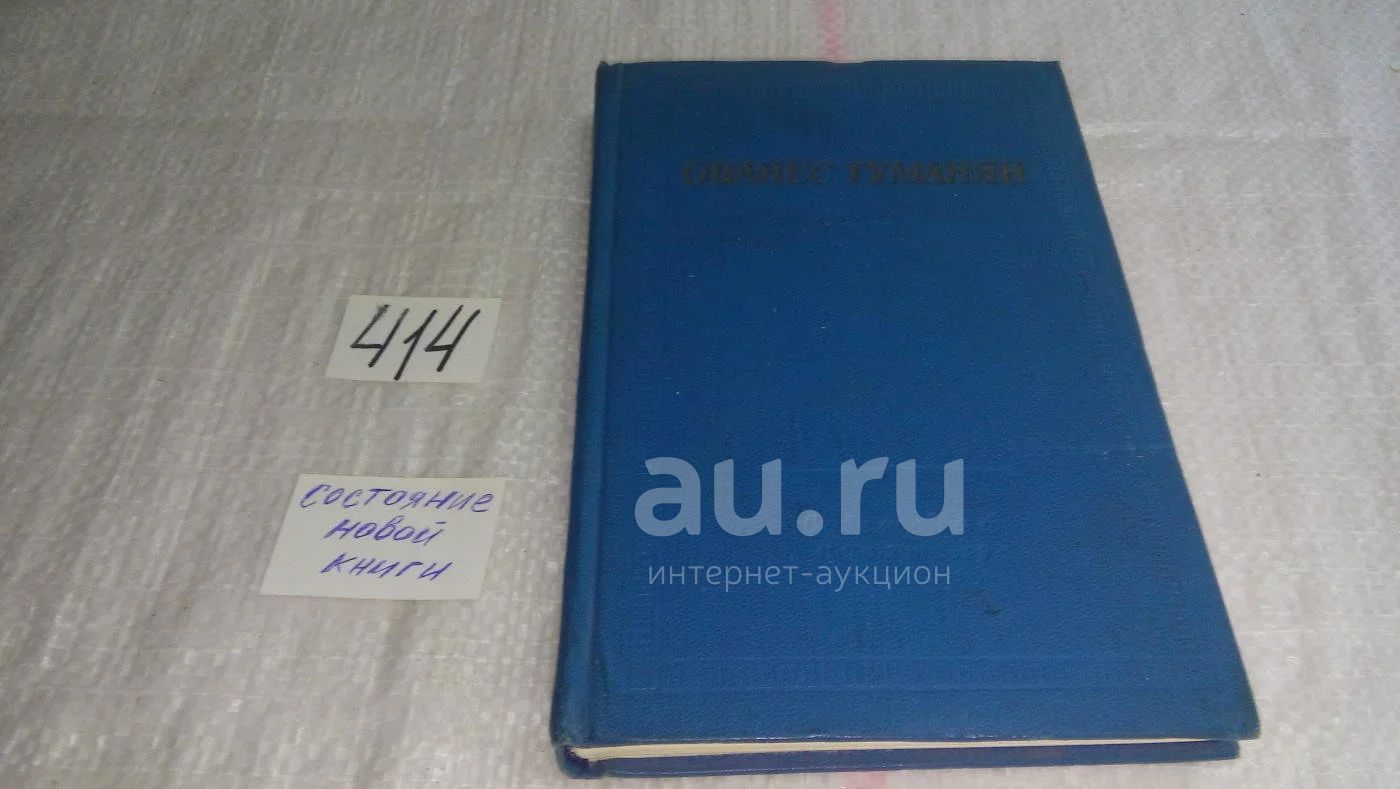 ОВАНЕС ТУМАНЯН
414
состояние
новой
книги
au.ru
интернет-аукцион